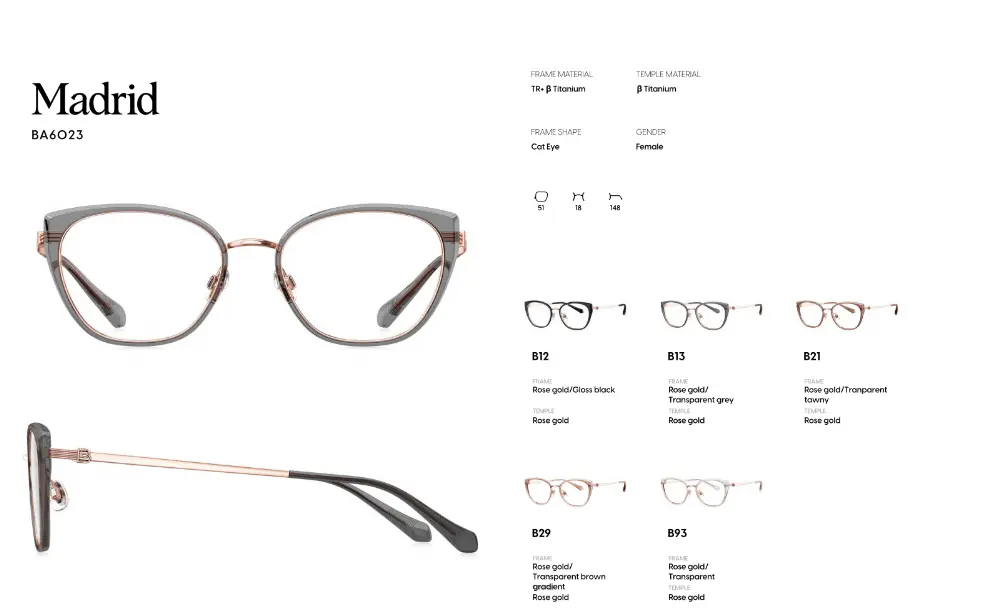 Madrid
BA6023
FRAME MATERIAL
TR+ β Titanium
TEMPLE MATERIAL
β Titanium
FRAME SHAPE
Cat Eye
GENDER
Female
51
18
148
B12
FRAME
Rose gold/Gloss black
TEMPLE
Rose gold
B13
FRAME
Rose gold/
Transparent grey
TEMPLE
Rose gold
B21
FRAME
Rose gold/Tranparent
tawny
TEMPLE
Rose gold
B29
FRAME
Rose gold/
Transparent brown
gradient
Rose gold
B93
FRAME
Rose gold/
Transparent
TEMPLE
Rose gold